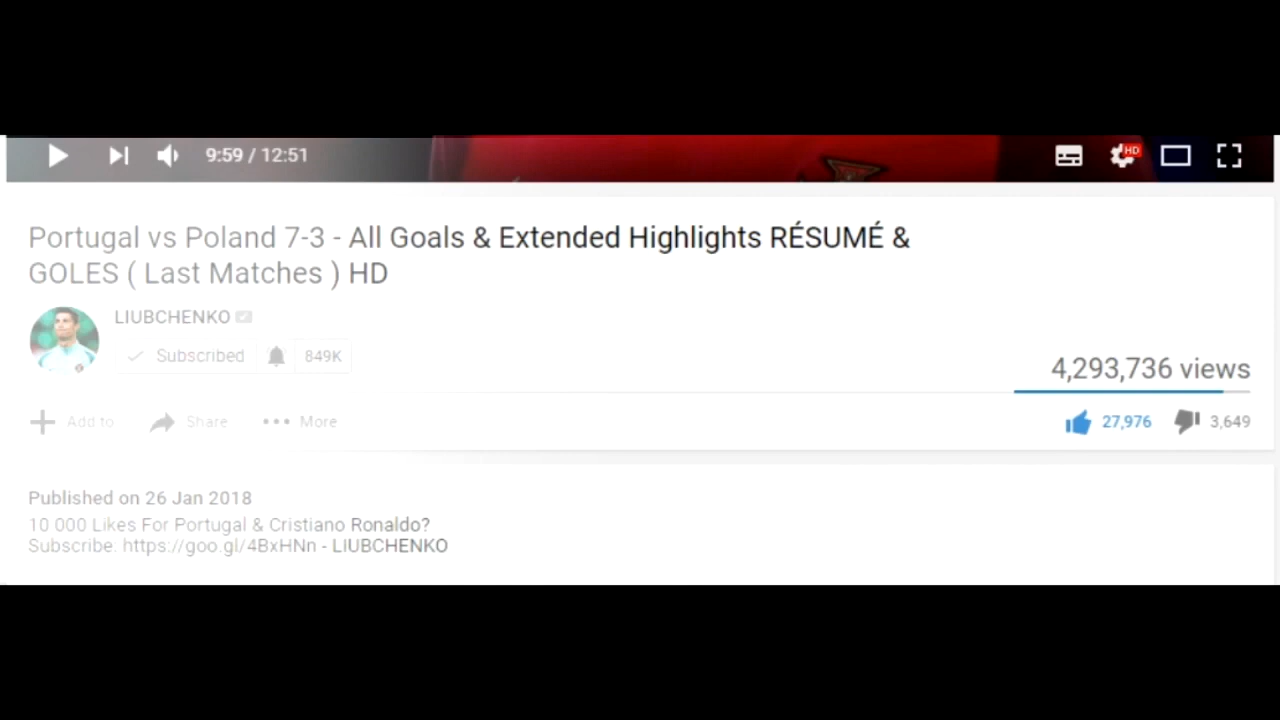 9:59 / 12:51
HD
Portugal vs Poland 7-3 - All Goals & Extended Highlights RÉSUMÉ &
GOLES ( Last Matches ) HD
LIUBCHENKO
Subscribed 849K
4,293,736 views
Add to Share More 27,976 3,649
Published on 26 Jan 2018
10 000 Likes For Portugal & Cristiano Ronaldo?
Subscribe: https://goo.gl/4BxHNn - LIUBCHENKO